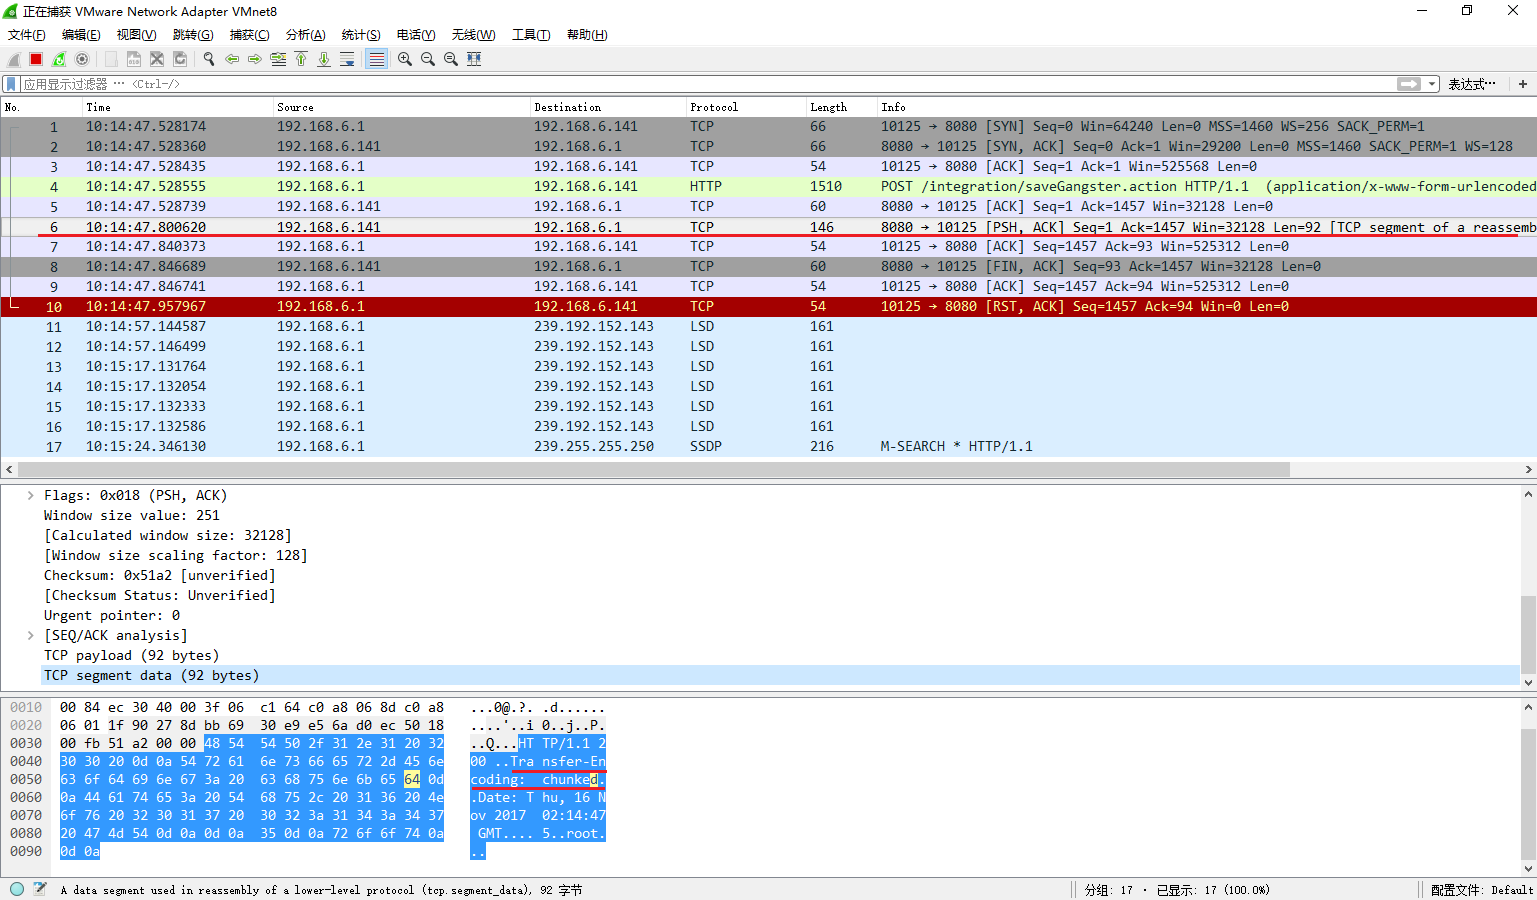 正在捕获 VMware Network Adapter VMnet8
文件(F) 编辑(E) 视图(V) 跳转(G) 捕获(C) 分析(A) 统计(S) 电话(Y) 无线(W) 工具(T) 帮助(H)
应用显示过滤器 … <Ctrl-/> 表达式… +
No. Time Source Destination Protocol Length Info
1 10:14:47.528174 192.168.6.1 192.168.6.141 TCP 66 10125 → 8080 [SYN] Seq=0 Win=64240 Len=0 MSS=1460 WS=256 SACK_PERM=1
2 10:14:47.528360 192.168.6.141 192.168.6.1 TCP 66 8080 → 10125 [SYN, ACK] Seq=0 Ack=1 Win=29200 Len=0 MSS=1460 SACK_PERM=1 WS=128
3 10:14:47.528435 192.168.6.1 192.168.6.141 TCP 54 10125 → 8080 [ACK] Seq=1 Ack=1 Win=525568 Len=0
4 10:14:47.528555 192.168.6.1 192.168.6.141 HTTP 1510 POST /integration/saveGangster.action HTTP/1.1 (application/x-www-form-urlencoded
5 10:14:47.528739 192.168.6.141 192.168.6.1 TCP 60 8080 → 10125 [ACK] Seq=1 Ack=1457 Win=32128 Len=0
6 10:14:47.800620 192.168.6.141 192.168.6.1 TCP 146 8080 → 10125 [PSH, ACK] Seq=1 Ack=1457 Win=32128 Len=92 [TCP segment of a reassemb
7 10:14:47.840373 192.168.6.1 192.168.6.141 TCP 54 10125 → 8080 [ACK] Seq=1457 Ack=93 Win=525312 Len=0
8 10:14:47.846689 192.168.6.141 192.168.6.1 TCP 60 8080 → 10125 [FIN, ACK] Seq=93 Ack=1457 Win=32128 Len=0
9 10:14:47.846741 192.168.6.1 192.168.6.141 TCP 54 10125 → 8080 [ACK] Seq=1457 Ack=94 Win=525312 Len=0
10 10:14:47.957967 192.168.6.1 192.168.6.141 TCP 54 10125 → 8080 [RST, ACK] Seq=1457 Ack=94 Win=0 Len=0
11 10:14:57.144587 192.168.6.1 239.192.152.143 LSD 161
12 10:14:57.146499 192.168.6.1 239.192.152.143 LSD 161
13 10:15:17.131764 192.168.6.1 239.192.152.143 LSD 161
14 10:15:17.132054 192.168.6.1 239.192.152.143 LSD 161
15 10:15:17.132333 192.168.6.1 239.192.152.143 LSD 161
16 10:15:17.132586 192.168.6.1 239.192.152.143 LSD 161
17 10:15:24.346130 192.168.6.1 239.255.255.250 SSDP 216 M-SEARCH * HTTP/1.1
Flags: 0x018 (PSH, ACK)
Window size value: 251
[Calculated window size: 32128]
[Window size scaling factor: 128]
Checksum: 0x51a2 [unverified]
[Checksum Status: Unverified]
Urgent pointer: 0
[SEQ/ACK analysis]
TCP payload (92 bytes)
TCP segment data (92 bytes)
0010 00 84 ec 30 40 00 3f 06 c1 64 c0 a8 06 8d c0 a8 ...0@.?. .d......
0020 06 01 1f 90 27 8d bb 69 30 e9 e5 6a d0 ec 50 18 ....'..i 0..j..P.
0030 00 fb 51 a2 00 00 48 54 54 50 2f 31 2e 31 20 32 ..Q...HT TP/1.1 2
0040 30 30 20 0d 0a 54 72 61 6e 73 66 65 72 2d 45 6e 00 ..Tra nsfer-En
0050 63 6f 64 69 6e 67 3a 20 63 68 75 6e 6b 65 64 0d coding: chunked.
0060 0a 44 61 74 65 3a 20 54 68 75 2c 20 31 36 20 4e .Date: T hu, 16 N
0070 6f 76 20 32 30 31 37 20 30 32 3a 31 34 3a 34 37 ov 2017 02:14:47
0080 20 47 4d 54 0d 0a 0d 0a 35 0d 0a 72 6f 6f 74 0a GMT.... 5..root.
0090 0d 0a ..
A data segment used in reassembly of a lower-level protocol (tcp.segment_data), 92 字节 分组: 17 · 已显示: 17 (100.0%) 配置文件: Default